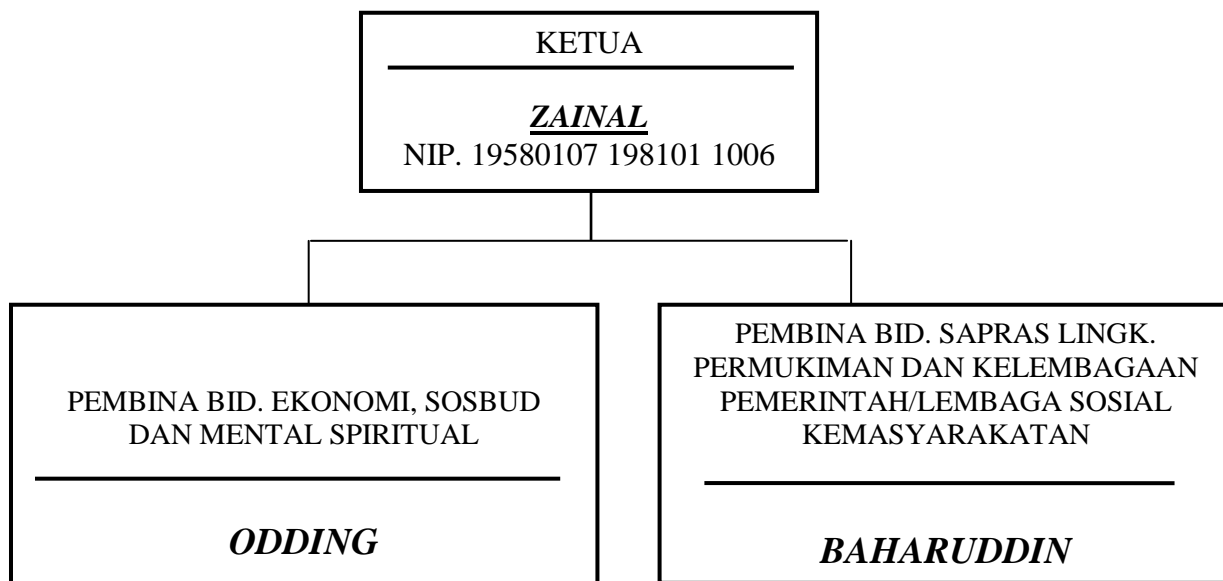 KETUA
ZAINAL
NIP. 19580107 198101 1006
PEMBINA BID. EKONOMI, SOSBUD
DAN MENTAL SPIRITUAL
ODDING
PEMBINA BID. SAPRAS LINGK.
PERMUKIMAN DAN KELEMBAGAAN
PEMERINTAH/LEMBAGA SOSIAL
KEMASYARAKATAN
BAHARUDDIN